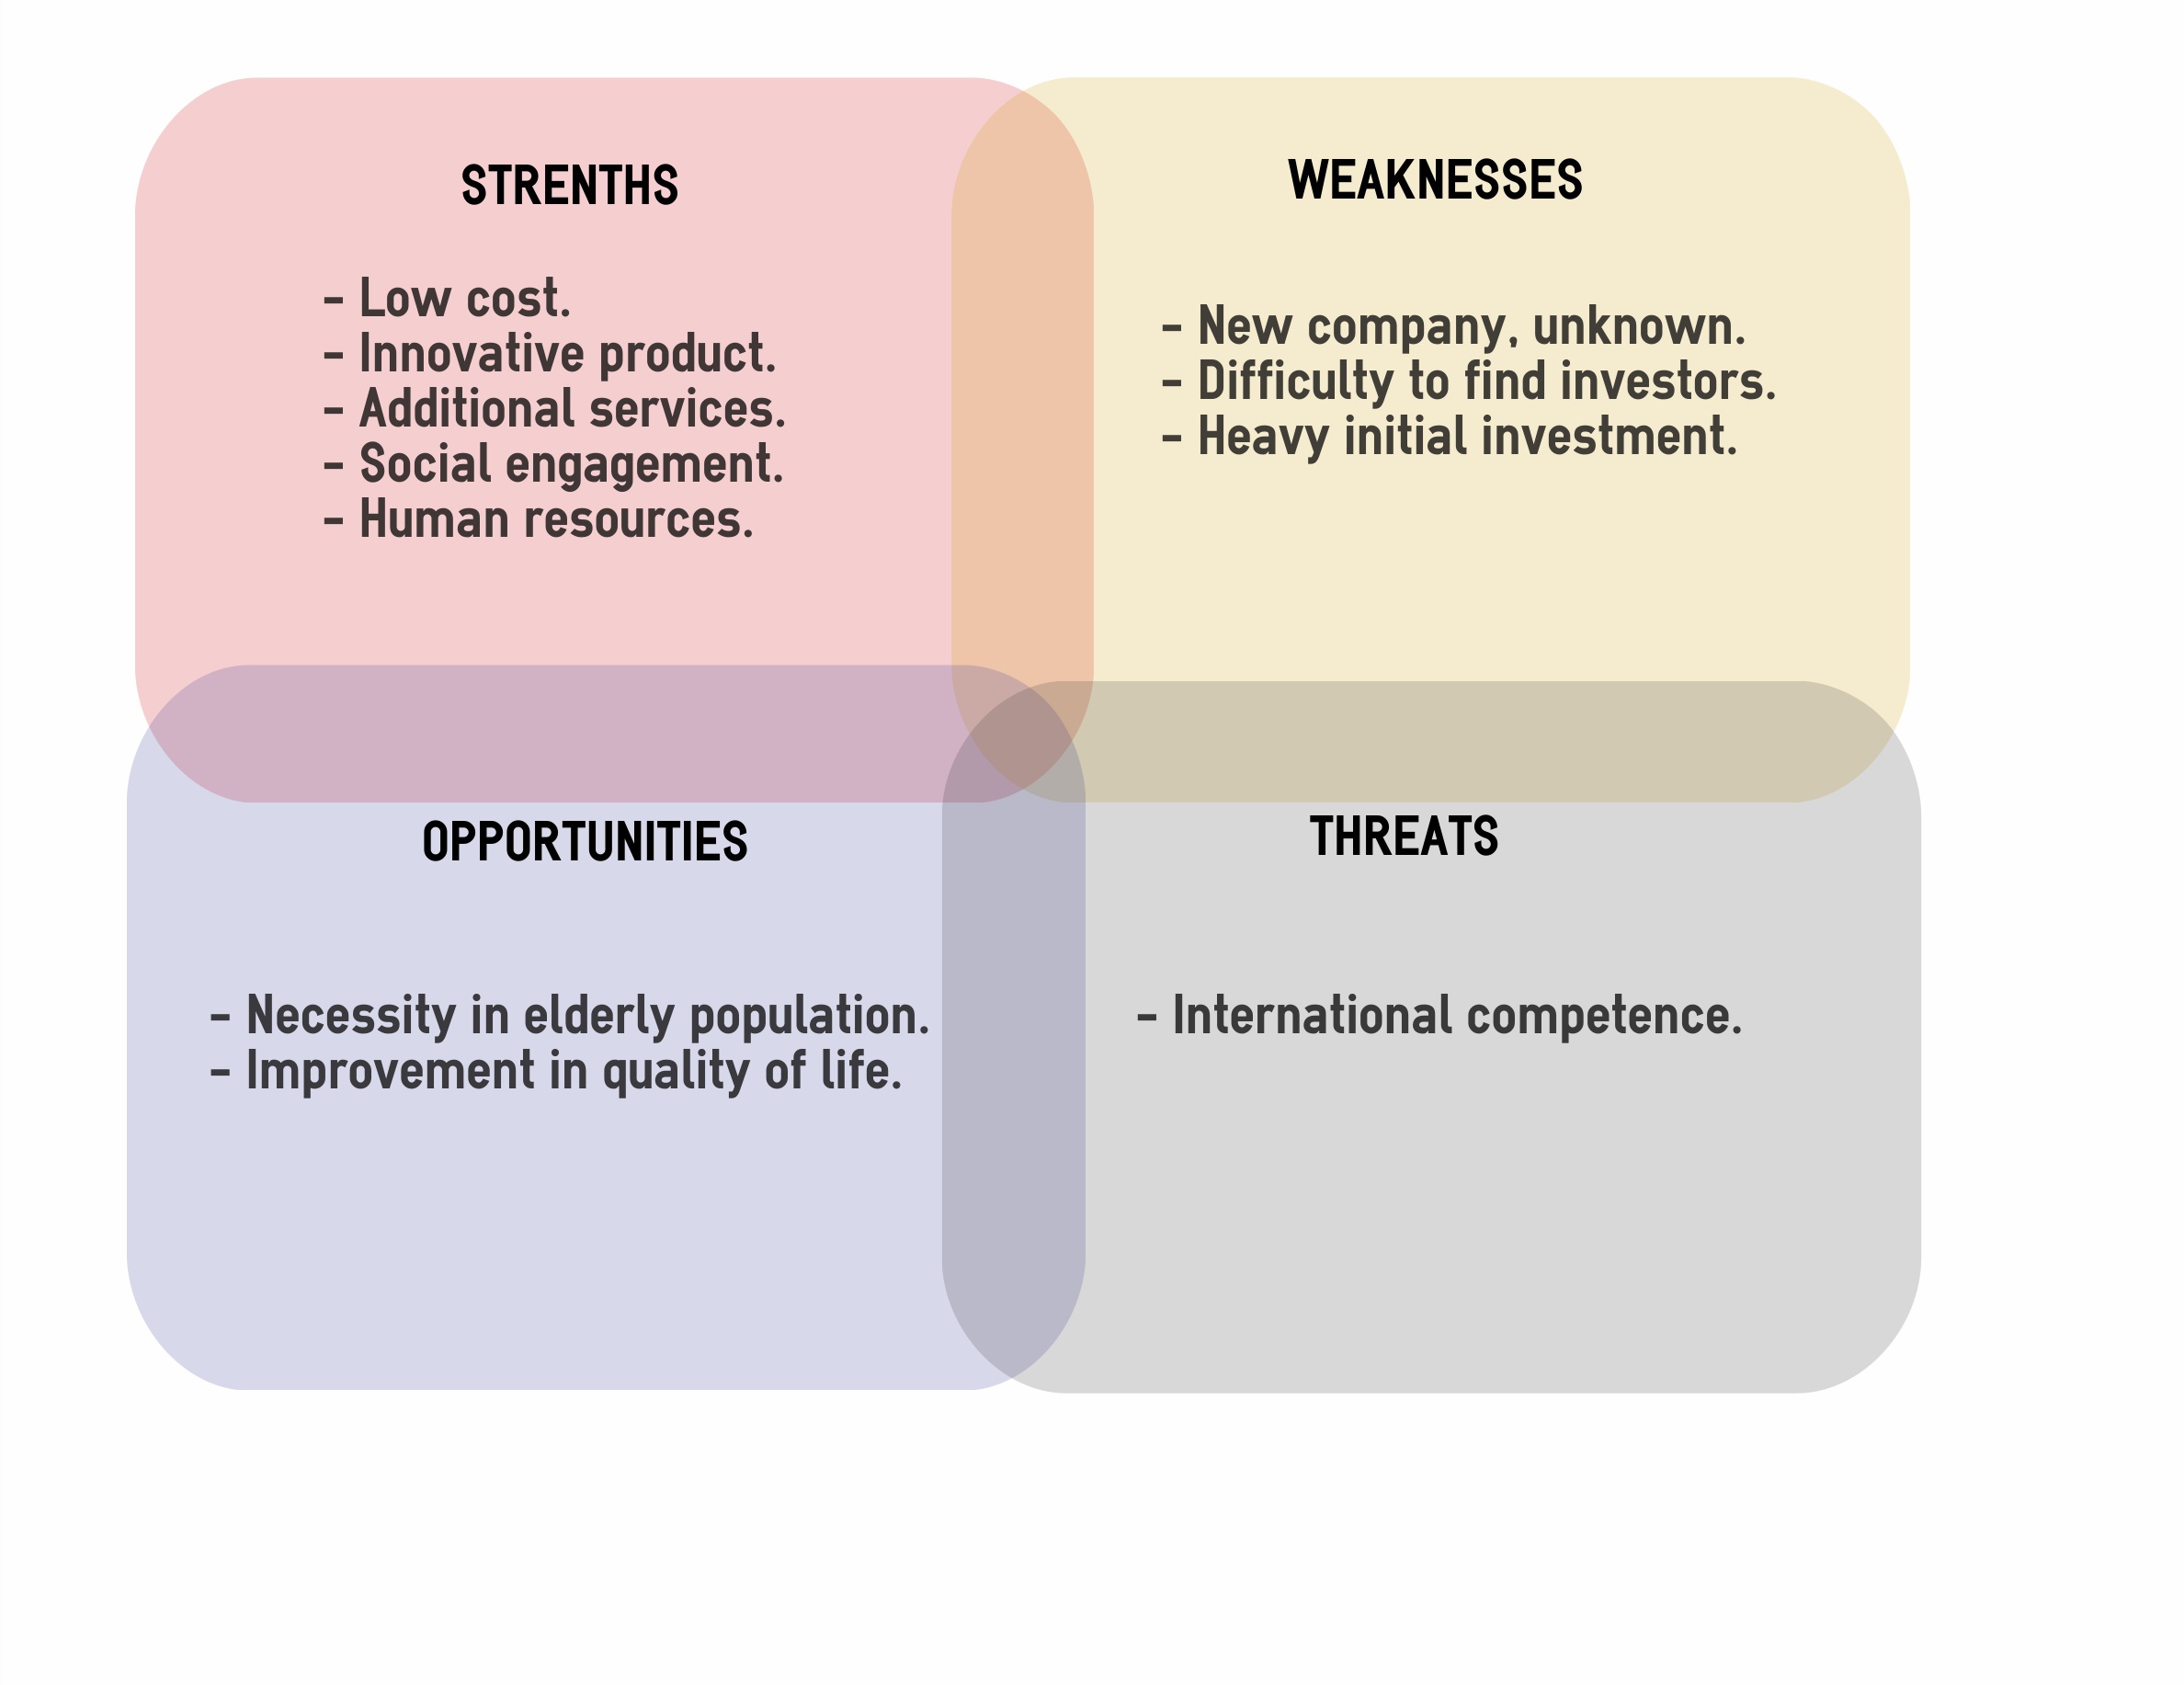 STRENTHS
- Low cost.
- Innovative product.
- Additional services.
- Social engagement.
- Human resources.
WEAKNESSES
- New company, unknown.
- Difficulty to find investors.
- Heavy initial investment.
OPPORTUNITIES
- Necessity in elderly population.
- Improvement in quality of life.
THREATS
- International competence.